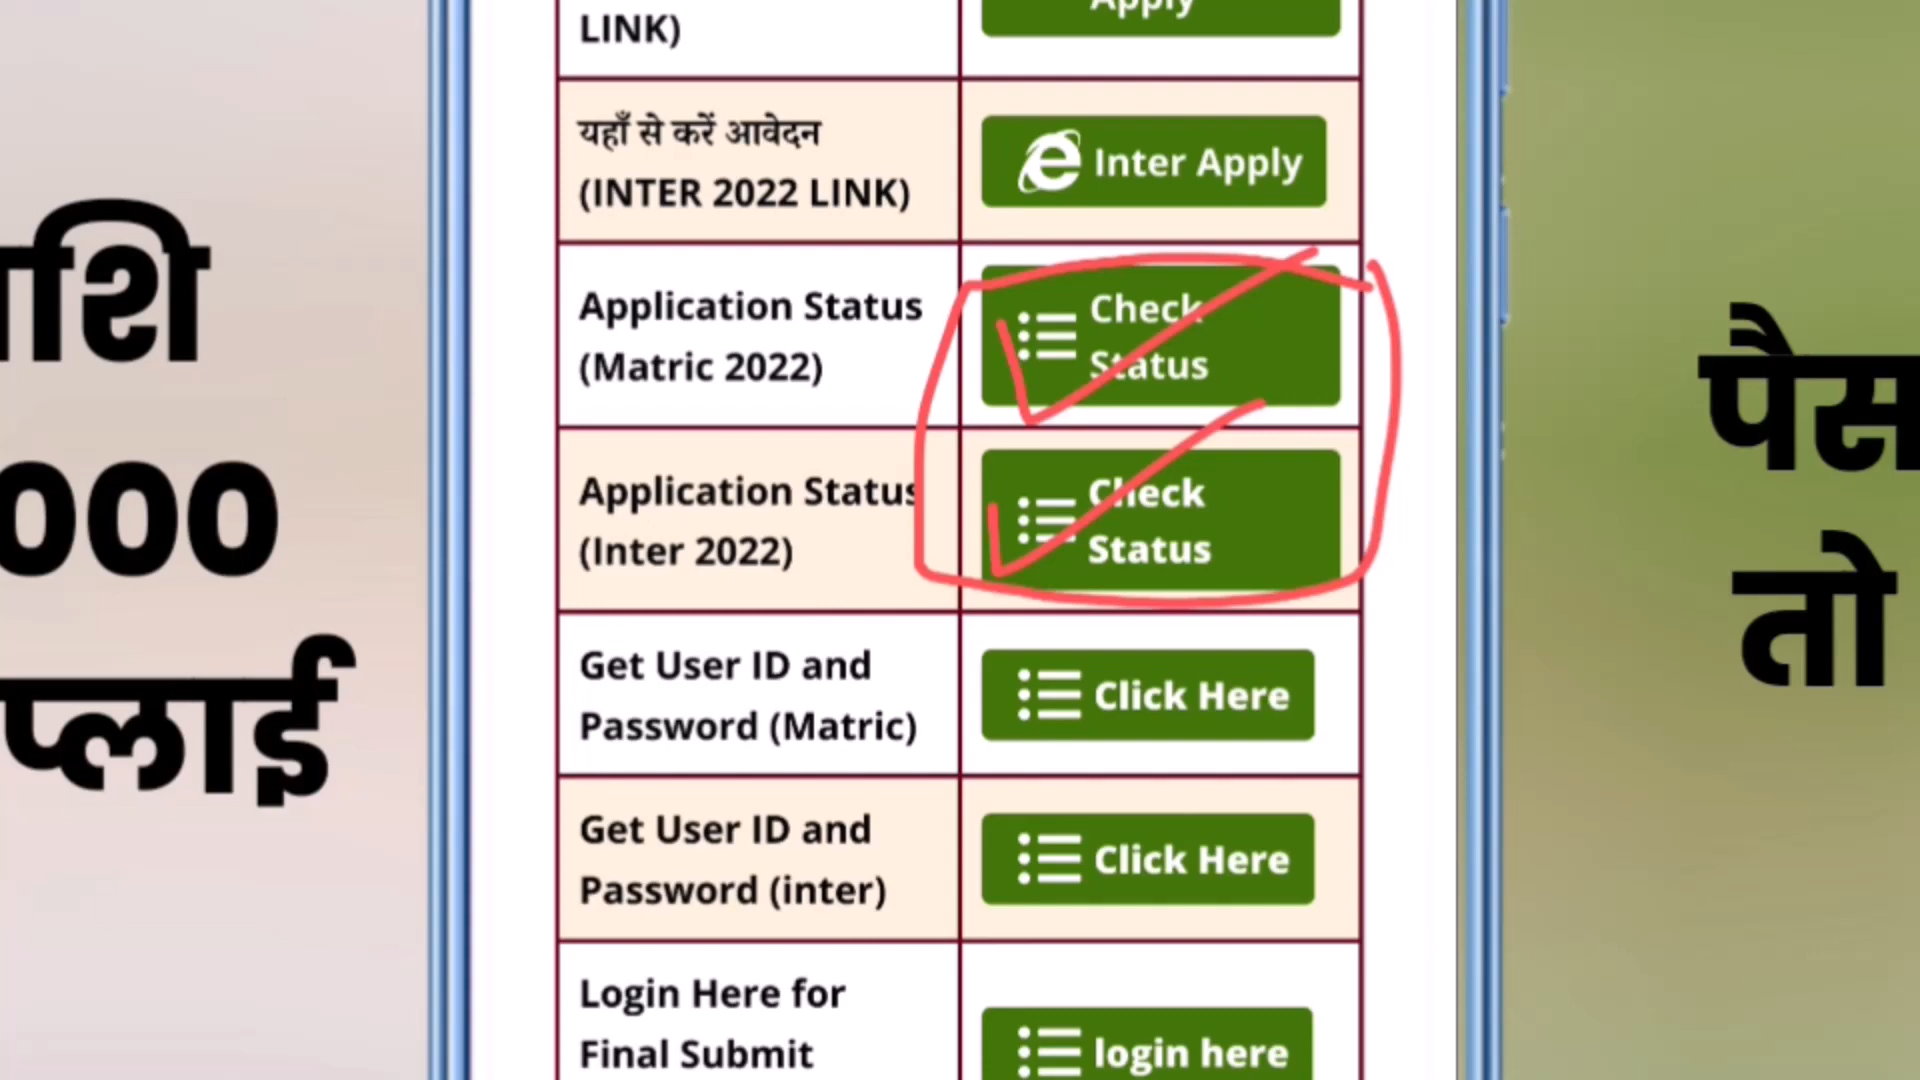 LINK)
Apply
यहाँ से करें आवेदन
(INTER 2022 LINK)
Inter Apply
Application Status
(Matric 2022)
Check
Status
Application Status
(Inter 2022)
Check
Status
Get User ID and
Password (Matric)
Click Here
Get User ID and
Password (inter)
Click Here
Login Here for
Final Submit
login here
000
तो